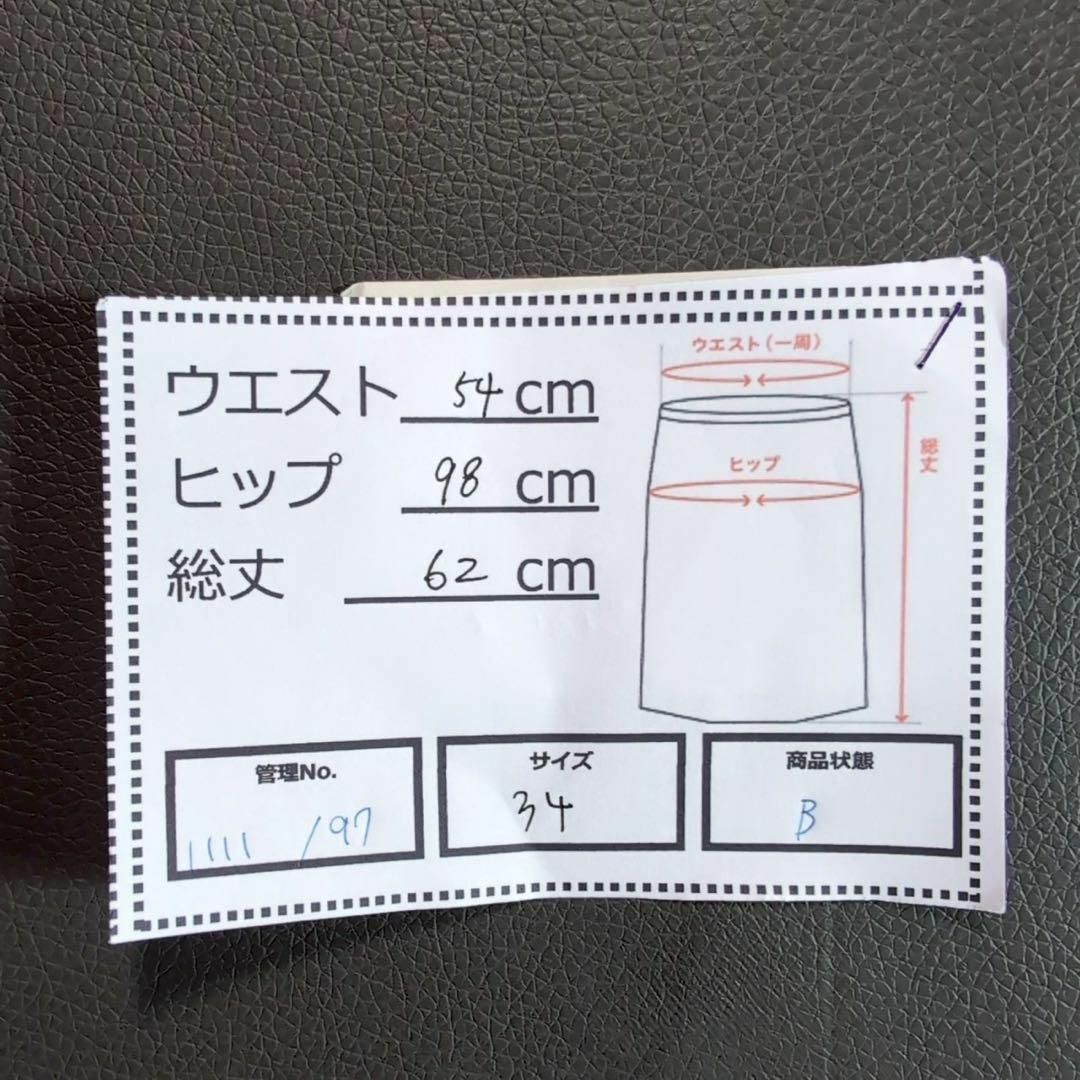 ウエスト 54 cm
ヒップ 98 cm
総丈 62 cm
ウエスト(一周)
ヒップ
総丈
管理No.
1111 /97
サイズ
34
商品状態
B